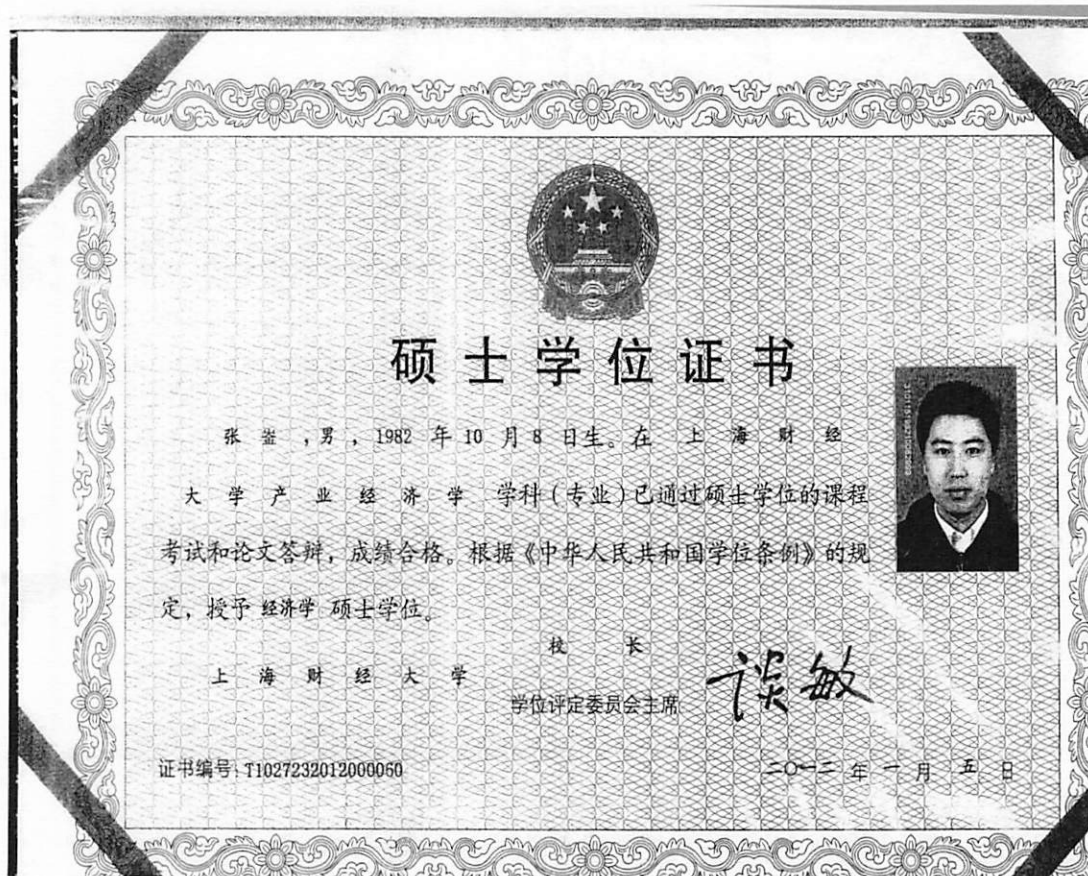 硕士学位证书
张 ,男,1982 年 10 月 8 日生。在 上 海 财 经
大 学 产 业 经 济 学 学科(专业)已通过硕士学位的课程
考试和论文答辩,成绩合格。根据《中华人民共和国学位条例》的规
定,授予 经济学 硕士学位。
校 长
上 海 财 经 大 学
学位评定委员会主席
谈敏
证书编号:T1027232012000060
二〇一二 年 一 月 五 日